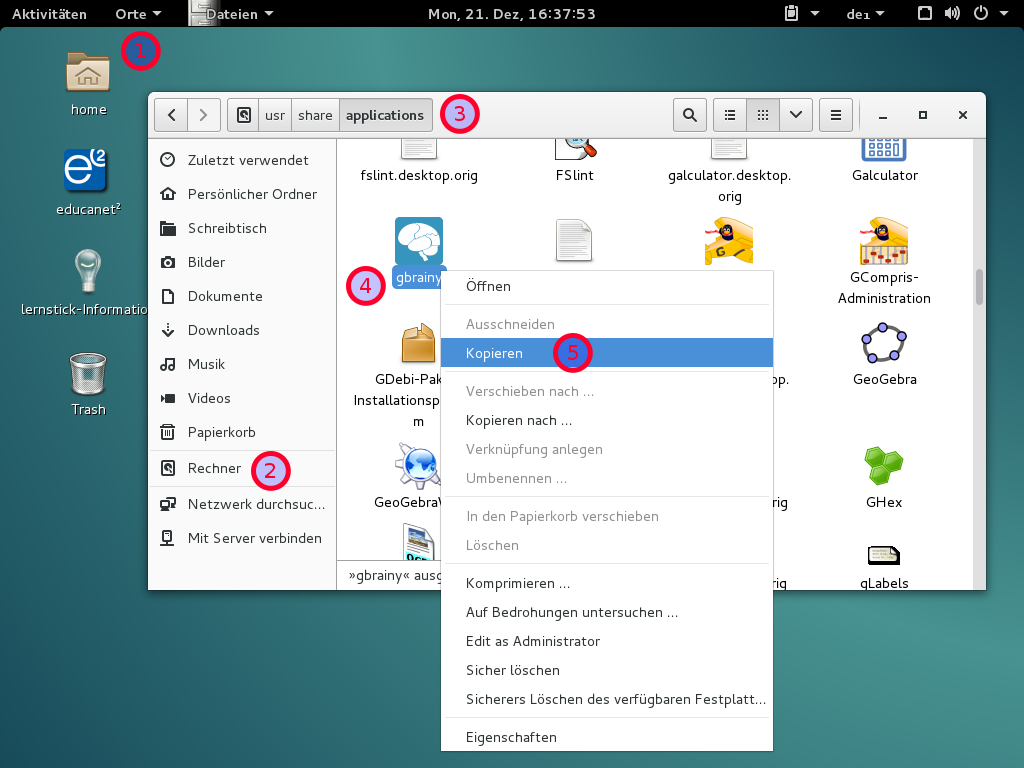 Aktivitäten Orte Dateien Mon, 21. Dez, 16:37:53 de1
1
home
usr share applications 3
Zuletzt verwendet
fslint.desktop.orig FSlint galculator.desktop.
orig Galculator
educanet²
Persönlicher Ordner
Schreibtisch
Bilder
gbrainy 4
GCompris-
Administration
Öffnen
Dokumente
lernstick-Informatio
Downloads
Ausschneiden
Musik
Kopieren 5
GDebi-Pak
Installationsp
m
p.
GeoGebra
Trash
Videos
Verschieben nach ...
Kopieren nach ...
Papierkorb
Verknüpfung anlegen
Rechner 2
Umbenennen ...
Netzwerk durchsuc...
GeoGebraW
rig
GHex
In den Papierkorb verschieben
Mit Server verbinden
Löschen
»gbrainy« ausg
Komprimieren ...
rig
gLabels
Auf Bedrohungen untersuchen ...
Edit as Administrator
Sicher löschen
Sicherers Löschen des verfügbaren Festplatt...
Eigenschaften